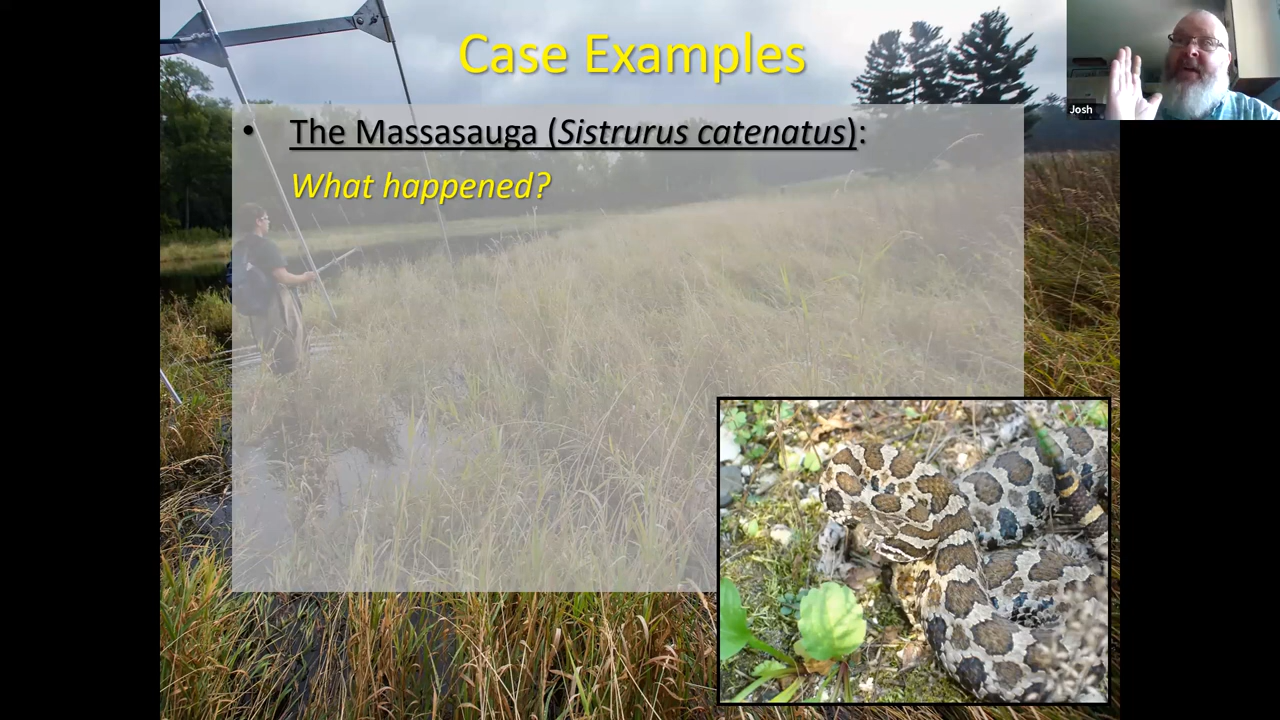 Case Examples
Josh
• The Massasauga (Sistrurus catenatus):
What happened?